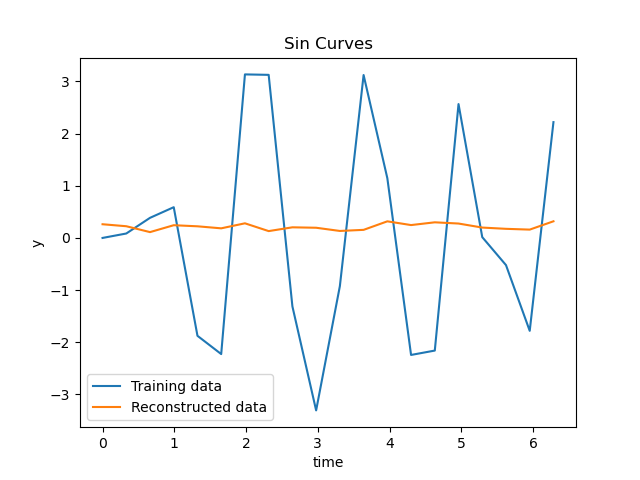 Sin Curves
3
2
1
0
−1
−2
−3
y
Training data
Reconstructed data
0 1 2 3 4 5 6
time